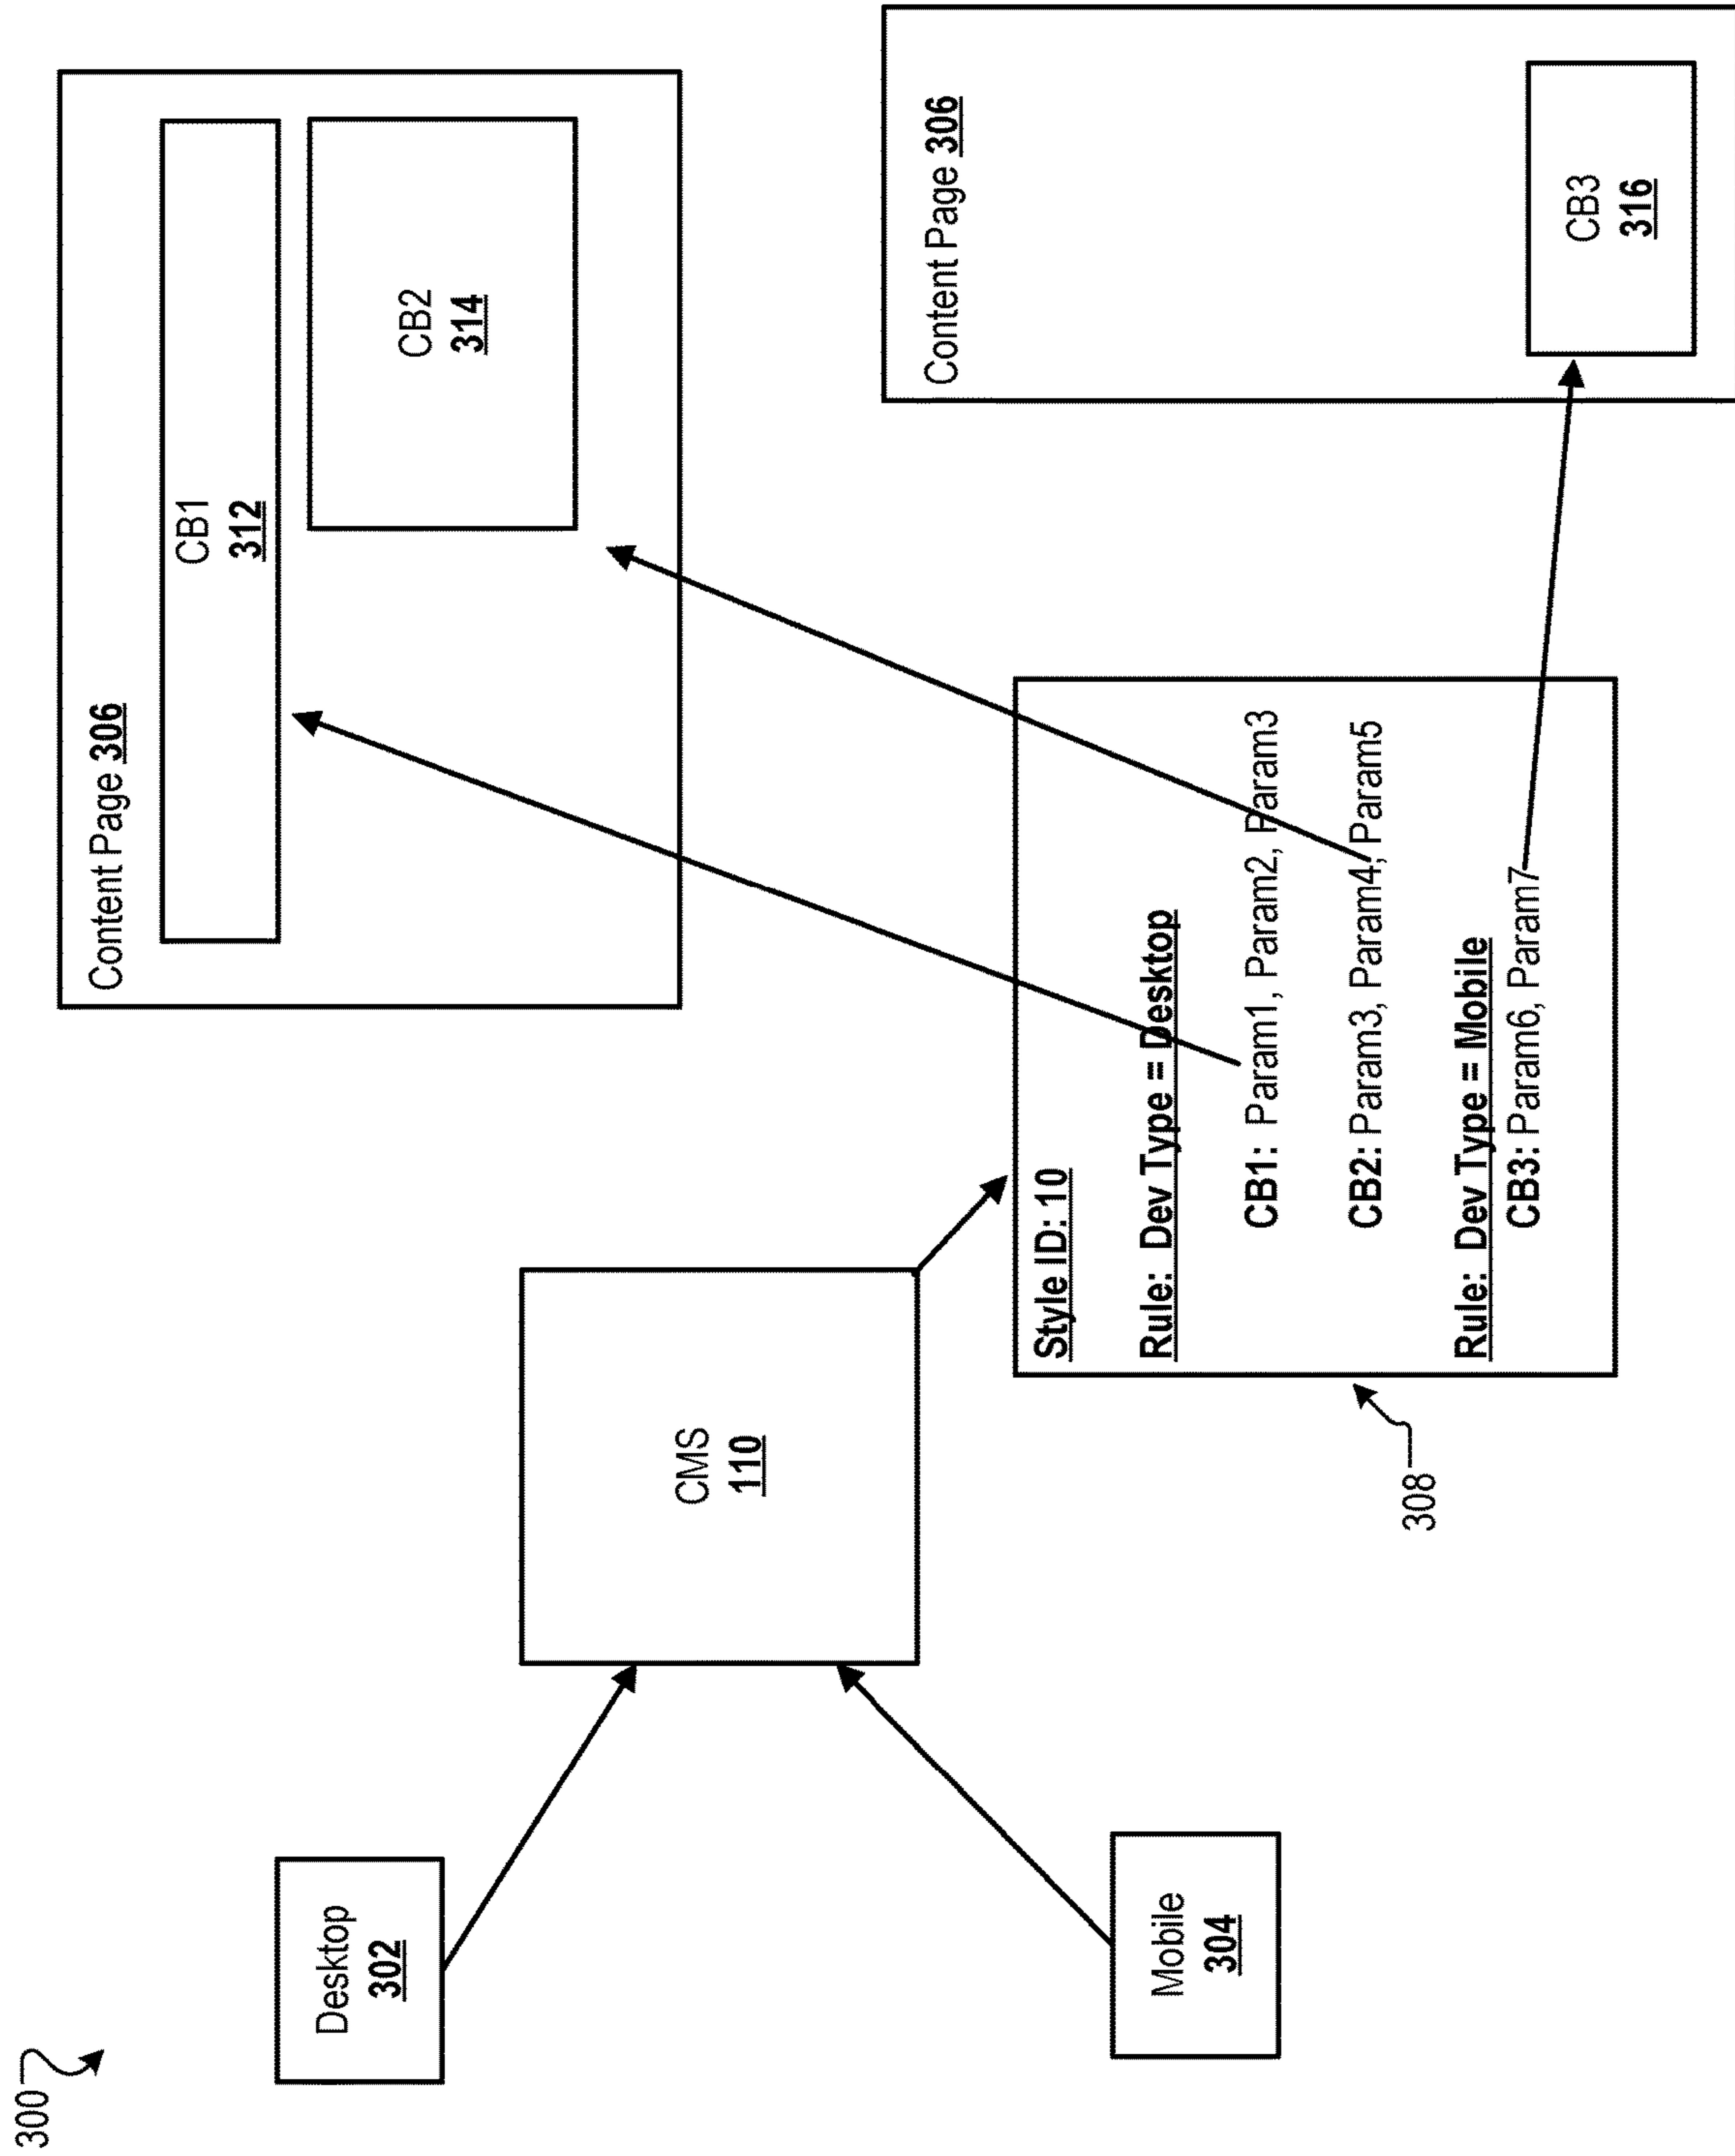 300
Desktop
302
Mobile
304
CMS
110
308
Style ID: 10
Rule: Dev Type = Desktop
CB1: Param1, Param2, Param3
CB2: Param3, Param4, Param5
Rule: Dev Type = Mobile
CB3: Param6, Param7
Content Page 306
CB1
312
CB2
314
Content Page 306
CB3
316